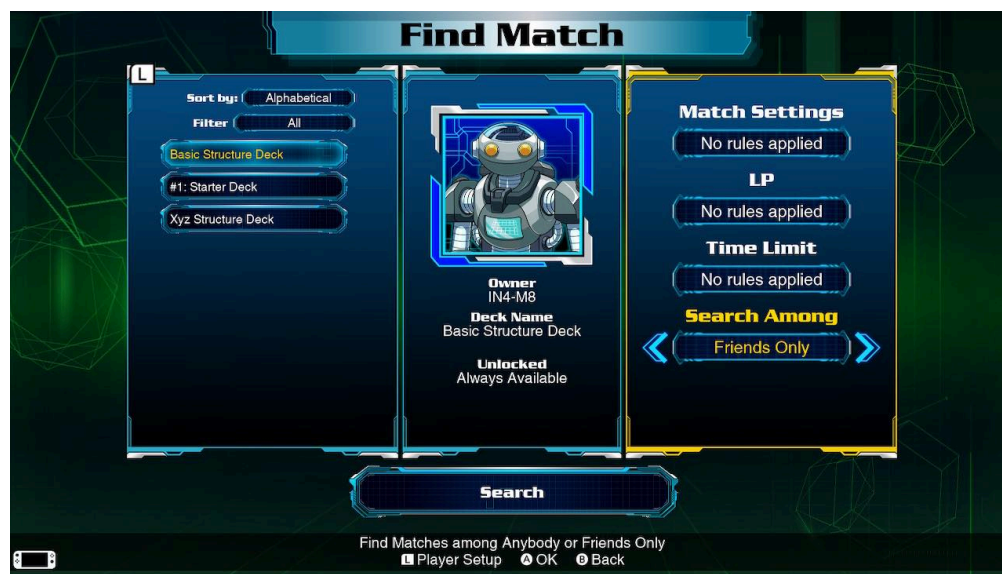 Find Match
L
Sort by: Alphabetical
Filter All
Basic Structure Deck
#1: Starter Deck
Xyz Structure Deck
Owner
IN4-M8
Deck Name
Basic Structure Deck
Unlocked
Always Available
Match Settings
No rules applied
LP
No rules applied
Time Limit
No rules applied
Search Among
Friends Only
Search
Find Matches among Anybody or Friends Only
L Player Setup A OK B Back